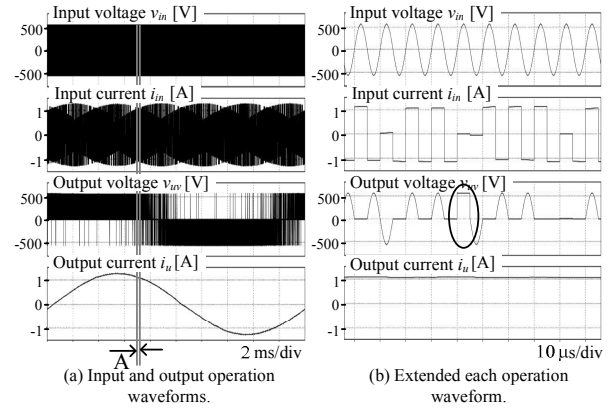 Input voltage vin [V]
500
0
-500
Input current iin [A]
1
0
-1
Output voltage vuv [V]
500
0
-500
Output current iu [A]
1
0
-1
A
2 ms/div
(a) Input and output operation
waveforms.
Input voltage vin [V]
500
0
-500
Input current iin [A]
1
0
-1
Output voltage vuv [V]
500
0
-500
Output current iu [A]
1
0
-1
10 μs/div
(b) Extended each operation
waveform.